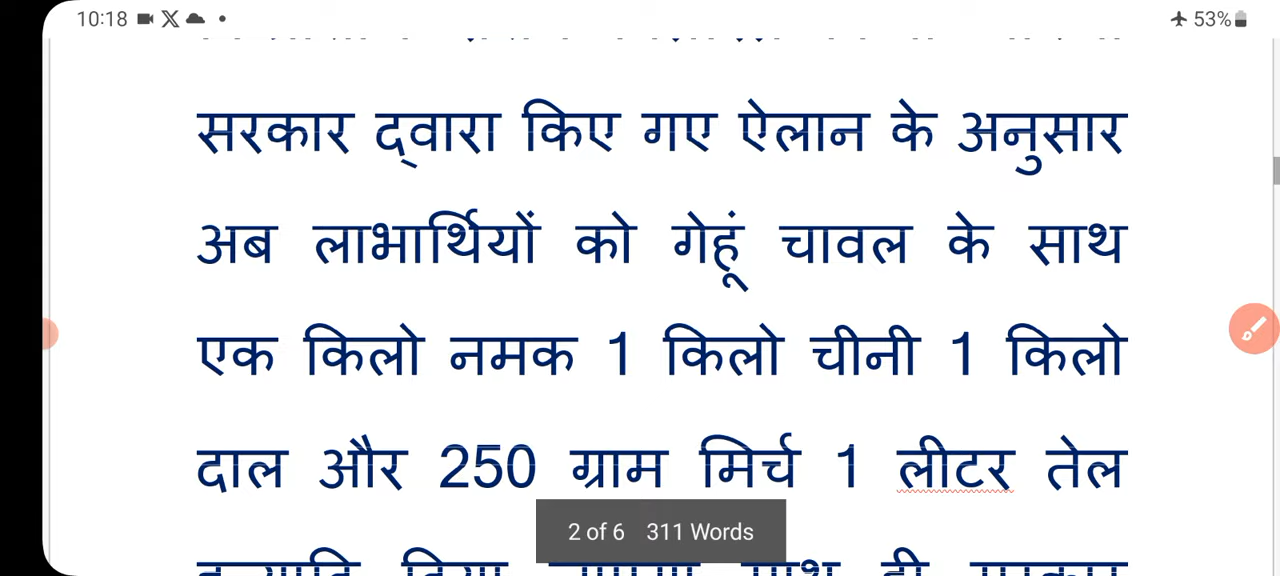 10:18 53%
सरकार द्वारा किए गए ऐलान के अनुसार
अब लाभार्थियों को गेहूं चावल के साथ
एक किलो नमक 1 किलो चीनी 1 किलो
दाल और 250 ग्राम मिर्च 1 लीटर तेल
2 of 6 311 Words